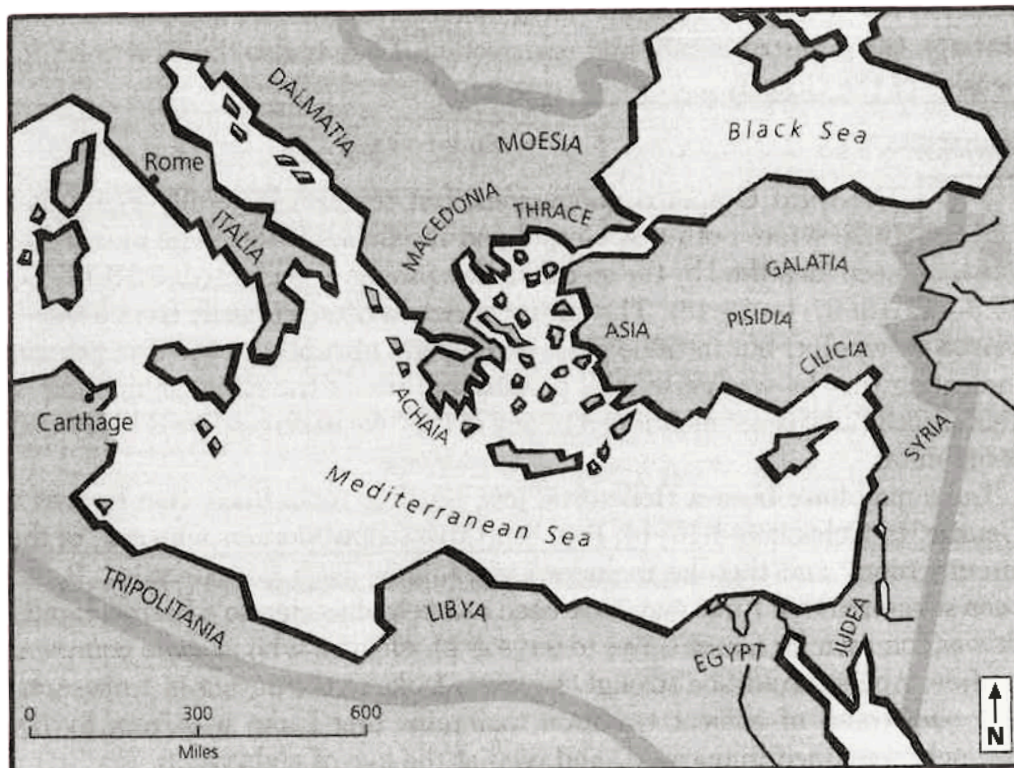 DALMATIA
MOESIA
Black Sea
Rome
ITALIA
MACEDONIA
THRACE
GALATIA
ASIA
PISIDIA
CILICIA
Carthage
ACHAIA
SYRIA
Mediterranean Sea
TRIPOLITANIA
LIBYA
EGYPT
JUDEA
0 300 600
Miles
N